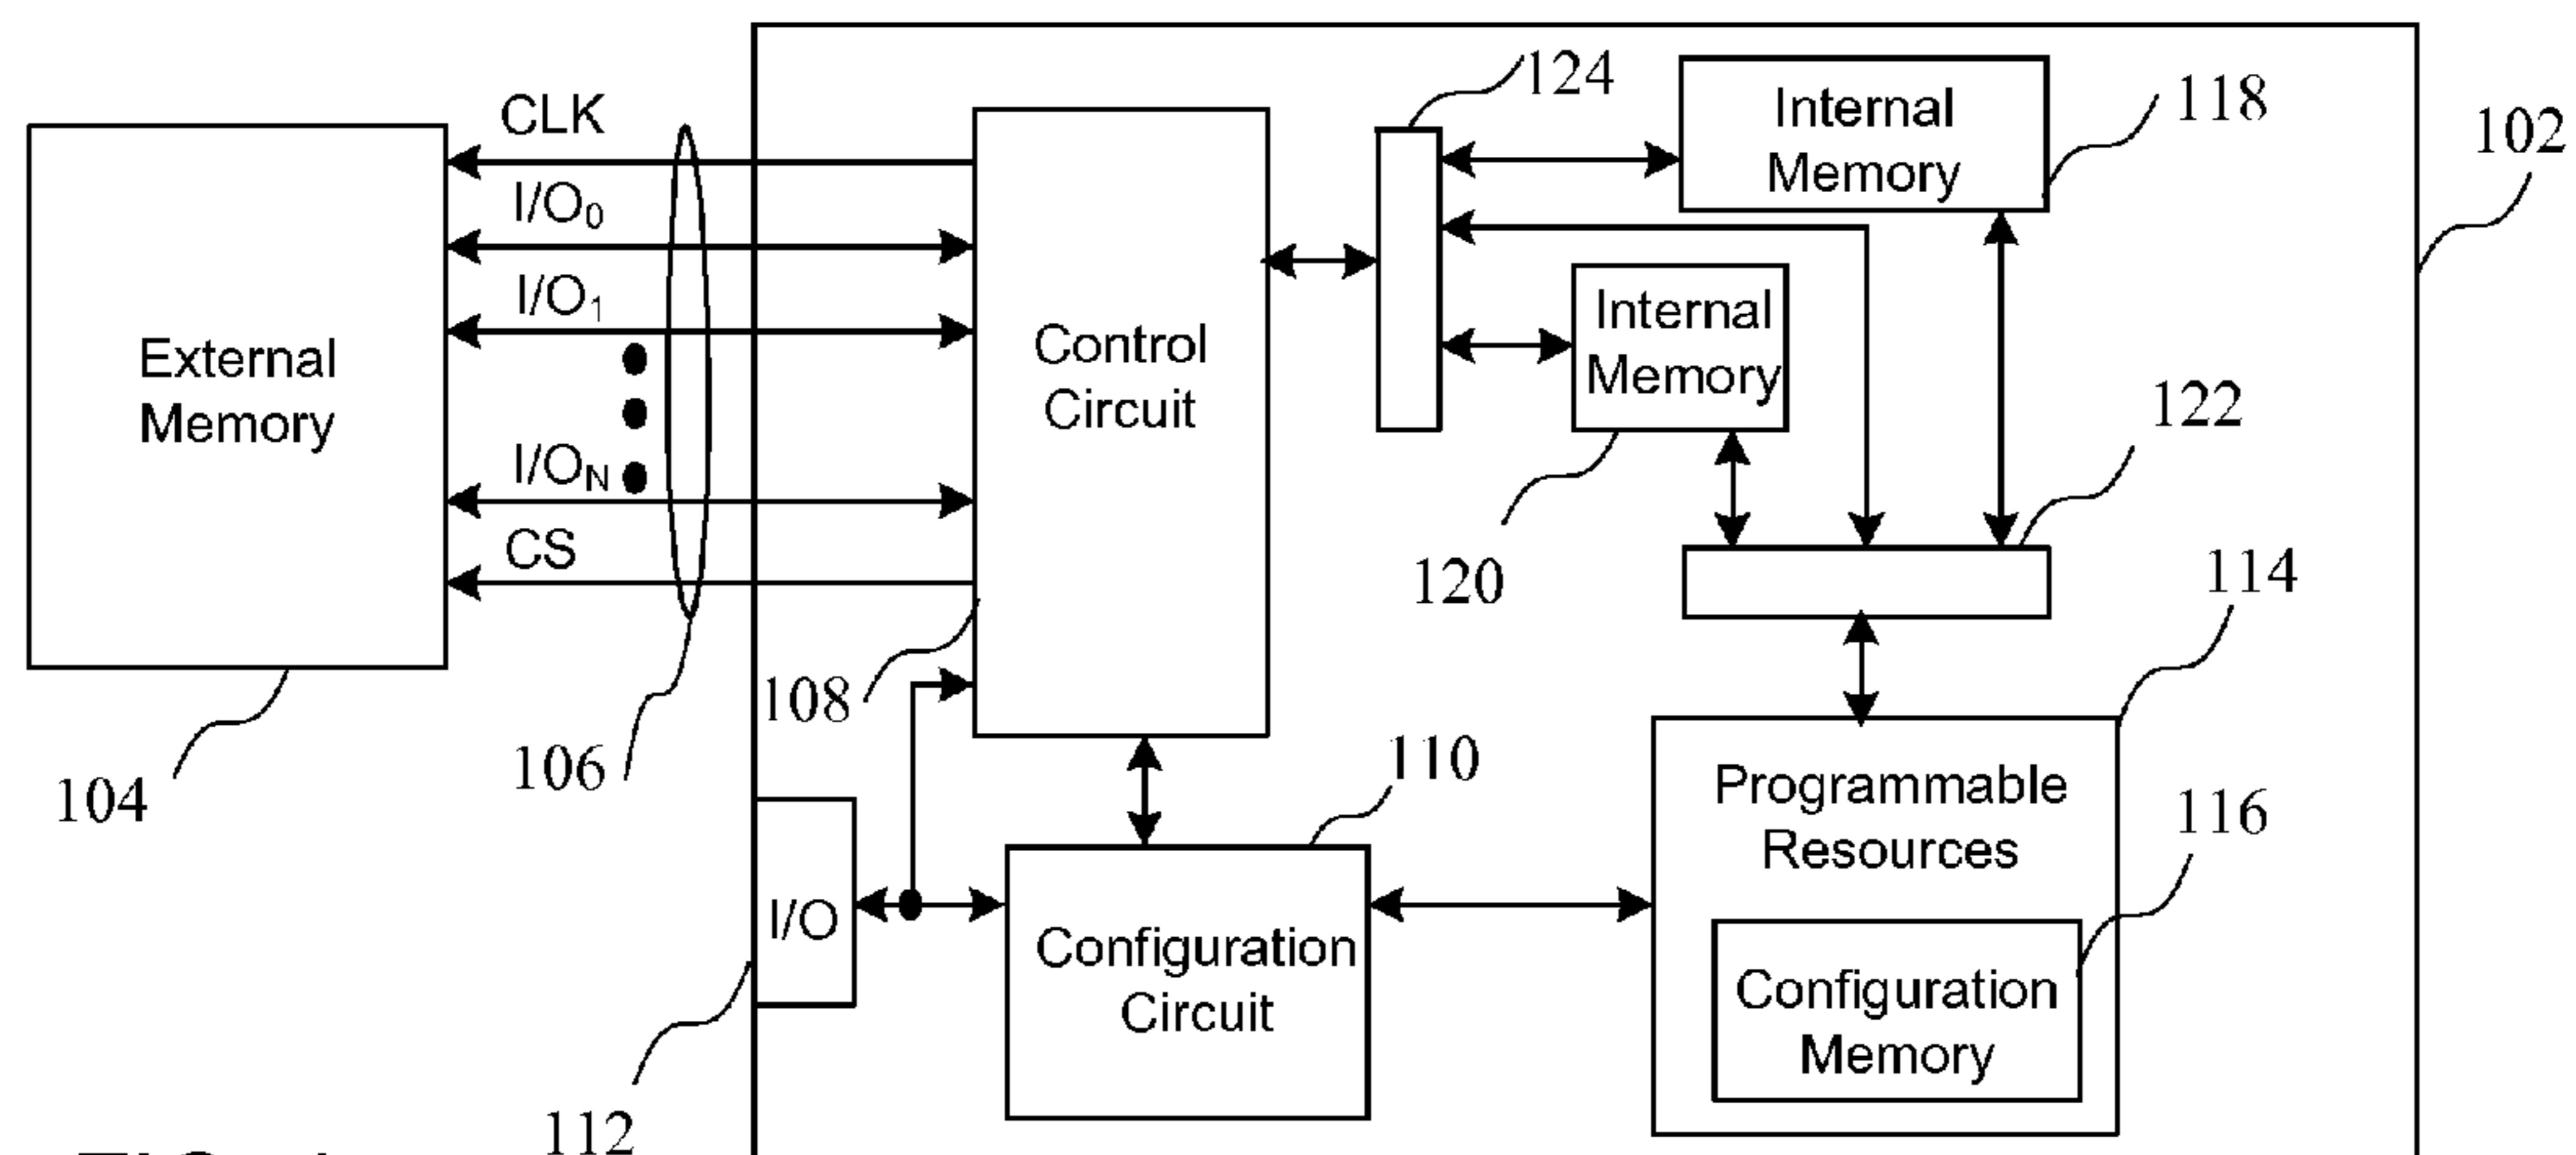 CLK
I/O0
I/O1
I/ON
CS
External
Memory
104
106
108
Control
Circuit
124
Internal
Memory
118
102
Internal
Memory
120
122
114
110
Programmable
Resources
116
Configuration
Memory
I/O
112
Configuration
Circuit